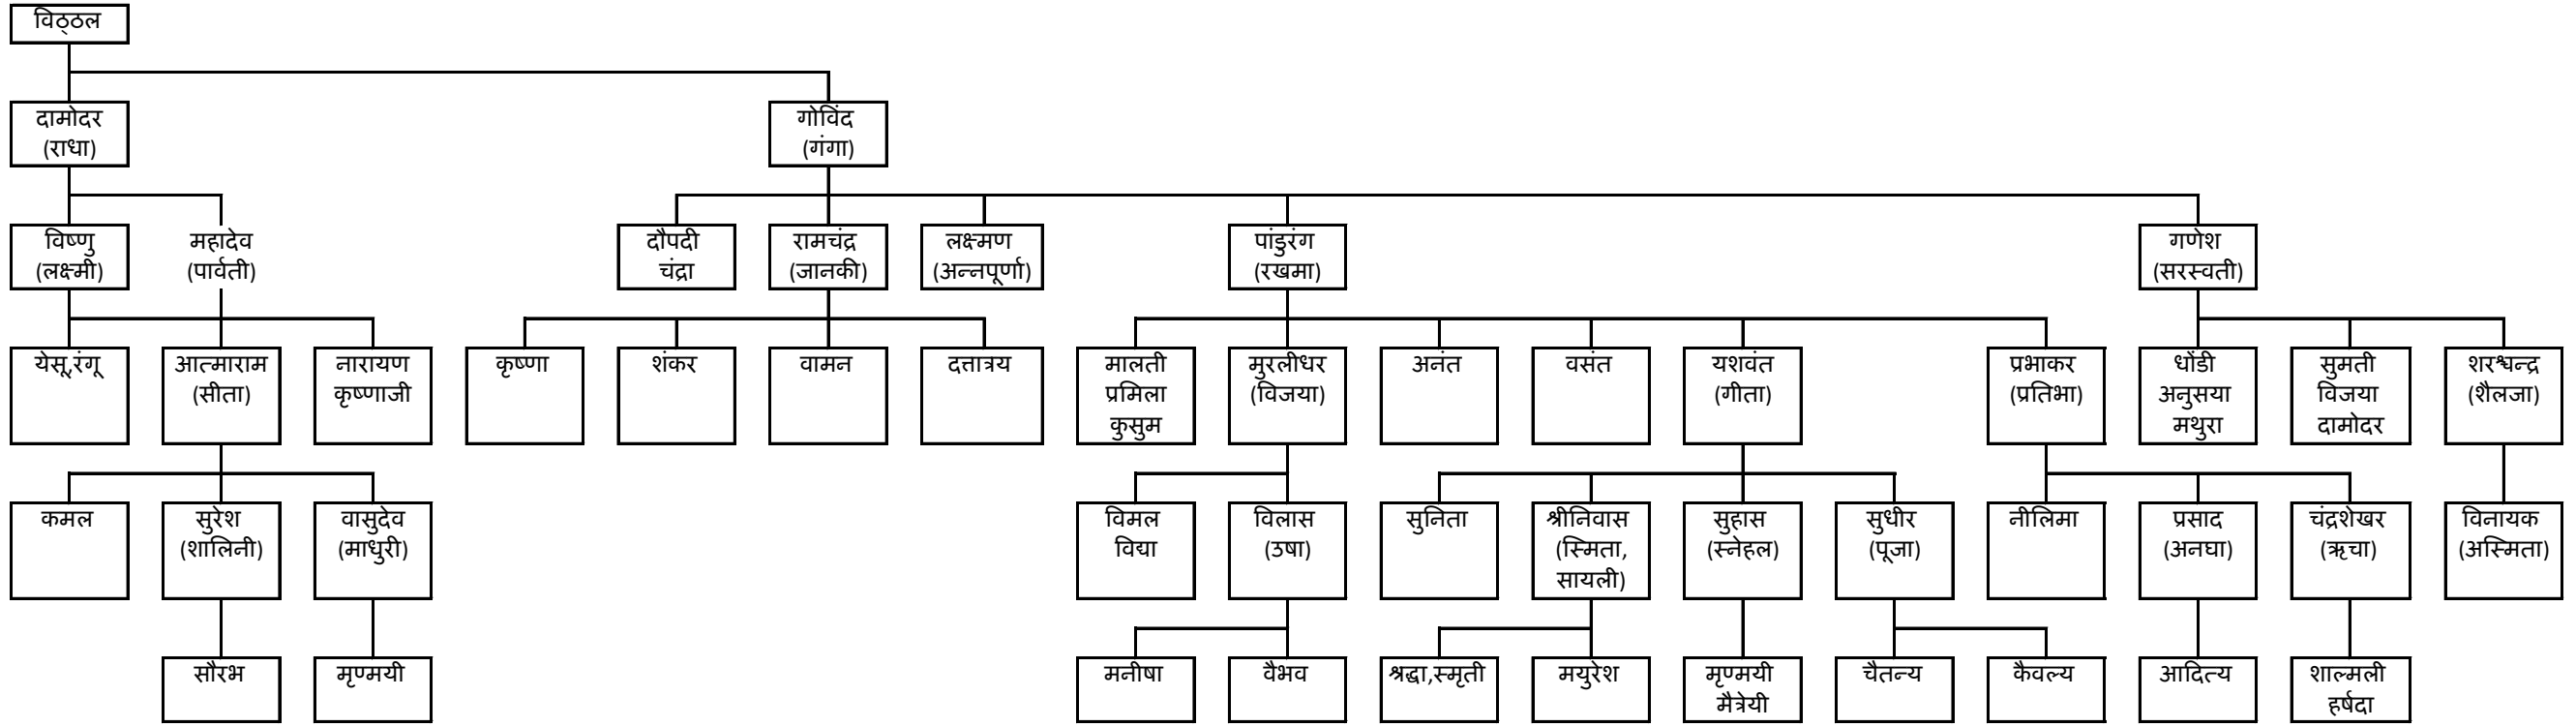 विठ्ठल
दामोदर
(राधा)
गोविंद
(गंगा)
विष्णु
(लक्ष्मी)
महादेव
(पार्वती)
दौपदी
चंद्रा
रामचंद्र
(जानकी)
लक्ष्मण
(अन्नपूर्णा)
पांडुरंग
(रखमा)
गणेश
(सरस्वती)
येसू,रंगू
आत्माराम
(सीता)
नारायण
कृष्णाजी
कृष्णा
शंकर
वामन
दत्तात्रय
मालती
प्रमिला
कुसुम
मुरलीधर
(विजया)
अनंत
वसंत
यशवंत
(गीता)
प्रभाकर
(प्रतिभा)
धोंडी
अनुसया
मथुरा
सुमती
विजया
दामोदर
शरश्चन्द्र
(शैलजा)
कमल
सुरेश
(शालिनी)
वासुदेव
(माधुरी)
विमल
विद्या
विलास
(उषा)
सुनिता
श्रीनिवास
(स्मिता,
सायली)
सुहास
(स्नेहल)
सुधीर
(पूजा)
नीलिमा
प्रसाद
(अनघा)
चंद्रशेखर
(ऋचा)
विनायक
(अस्मिता)
सौरभ
मृण्मयी
मनीषा
वैभव
श्रद्धा,स्मृती
मयुरेश
मृण्मयी
मैत्रेयी
चैतन्य
कैवल्य
आदित्य
शाल्मली
हर्षदा